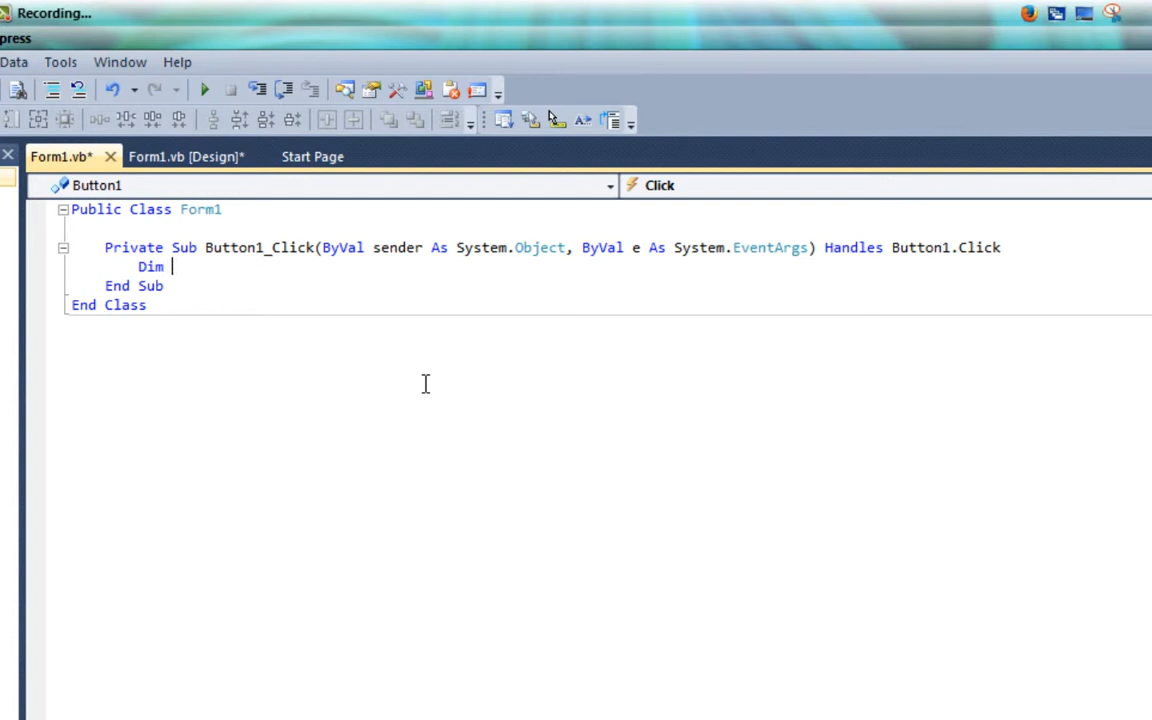 Recording...
press
Data Tools Window Help
Form1.vb* Form1.vb [Design]* Start Page
Button1 Click
Public Class Form1
Private Sub Button1_Click(ByVal sender As System.Object, ByVal e As System.EventArgs) Handles Button1.Click
Dim
End Sub
End Class